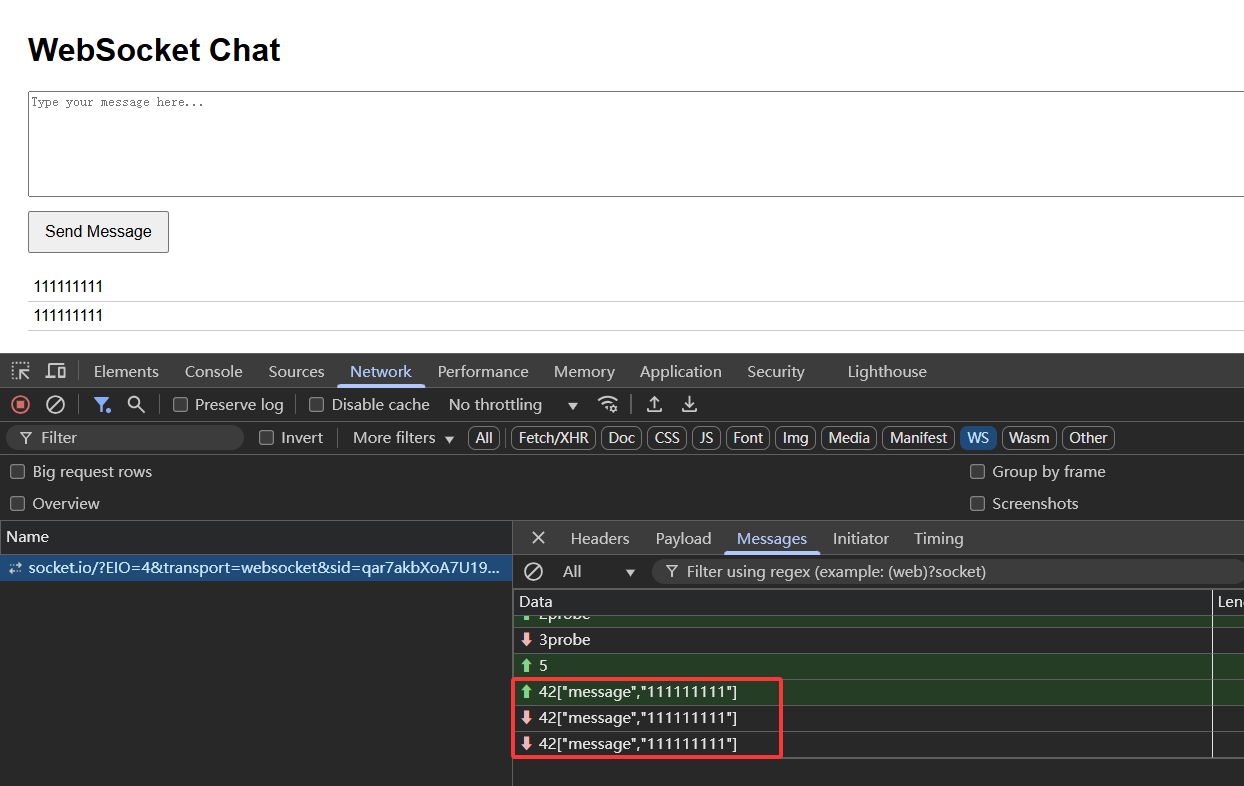 WebSocket Chat
Type your message here...
Send Message
111111111
111111111
Elements Console Sources Network Performance Memory Application Security Lighthouse
Preserve log Disable cache No throttling
Filter Invert More filters All Fetch/XHR Doc CSS JS Font Img Media Manifest WS Wasm Other
Big request rows Group by frame
Overview Screenshots
Name Headers Payload Messages Initiator Timing
socket.io/?EIO=4&transport=websocket&sid=qar7akbXoA7U19... All Filter using regex (example: (web)?socket)
Data Len
2probe
3probe
5
42["message","111111111"]
42["message","111111111"]
42["message","111111111"]